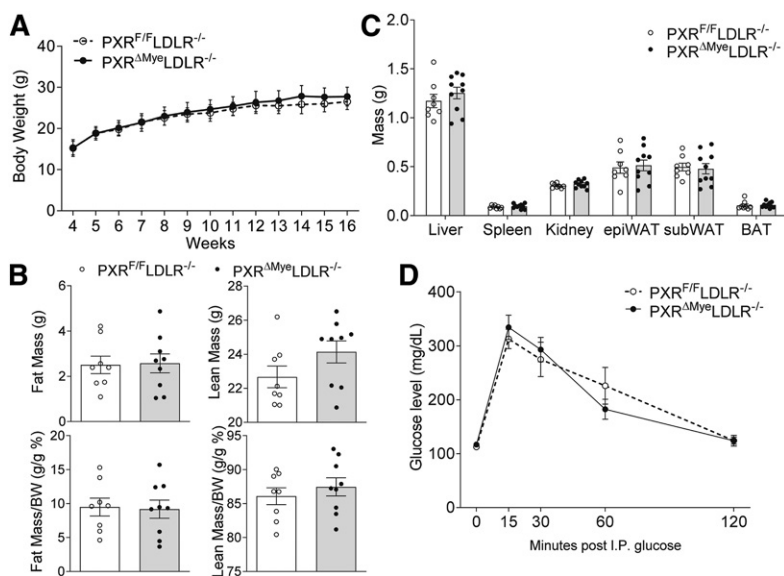 A
PXRF/FLDLR-/-
PXRΔMyeLDLR-/-
Body Weight (g)
40
30
20
10
0
4 5 6 7 8 9 10 11 12 13 14 15 16
Weeks
B
PXRF/FLDLR-/-
PXRΔMyeLDLR-/-
Fat Mass (g)
6
4
2
0
Lean Mass (g)
28
26
24
22
20
Fat Mass/BW (g/g %)
20
15
10
5
0
Lean Mass/BW (g/g %)
95
90
85
80
75
C
PXRF/FLDLR-/-
PXRΔMyeLDLR-/-
Mass (g)
2.0
1.5
1.0
0.5
0.0
Liver Spleen Kidney epiWAT subWAT BAT
D
PXRF/FLDLR-/-
PXRΔMyeLDLR-/-
Glucose level (mg/dL)
400
300
200
100
0
0 15 30 60 120
Minutes post I.P. glucose